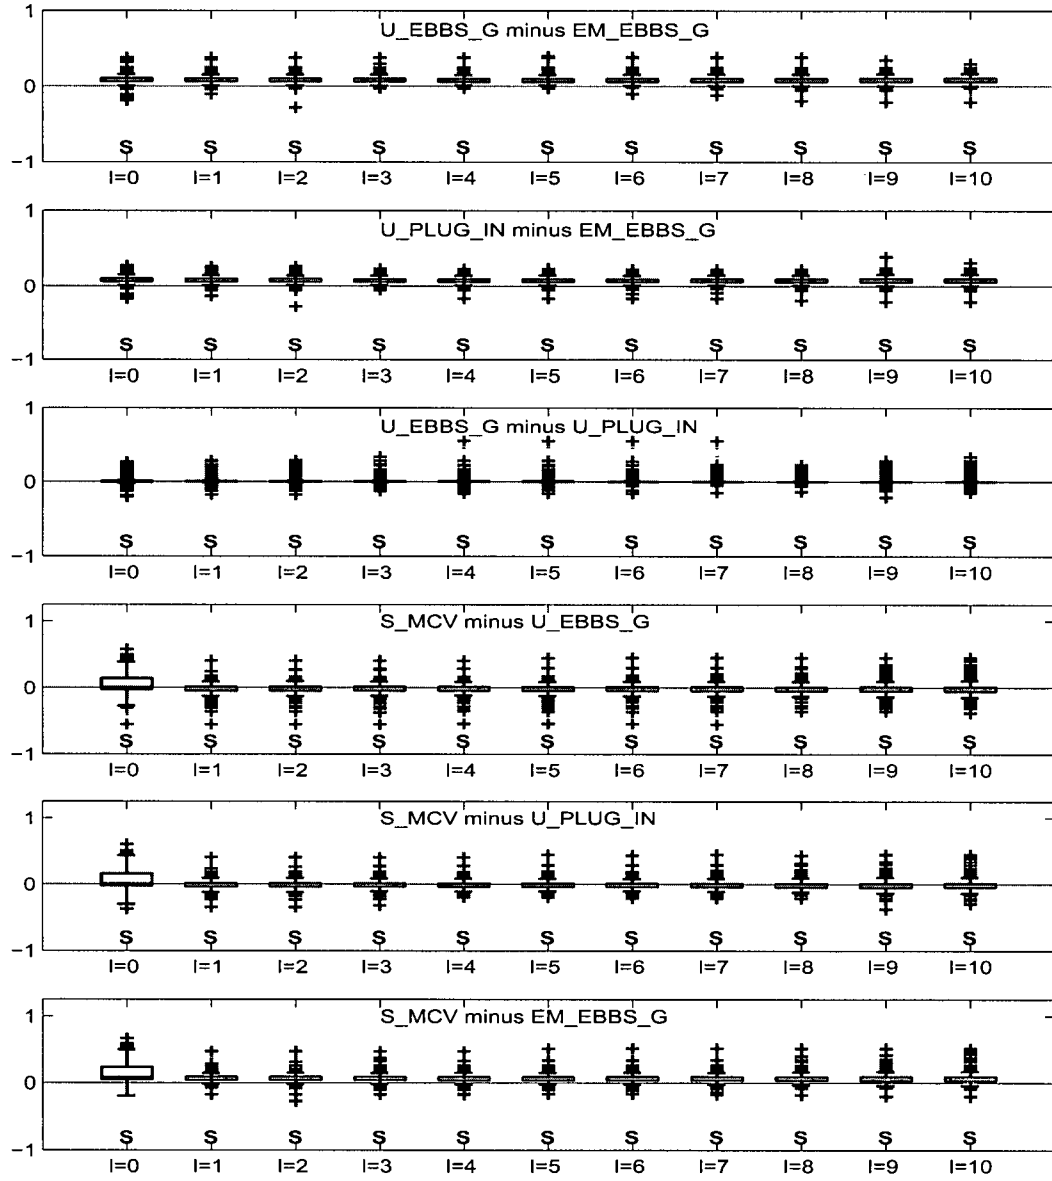 1
U_EBBS_G minus EM_EBBS_G
0
S S S S S S S S S S S
-1
I=0 I=1 I=2 I=3 I=4 I=5 I=6 I=7 I=8 I=9 I=10
1
U_PLUG_IN minus EM_EBBS_G
0
S S S S S S S S S S S
-1
I=0 I=1 I=2 I=3 I=4 I=5 I=6 I=7 I=8 I=9 I=10
1
U_EBBS_G minus U_PLUG_IN
0
S S S S S S S S S S S
-1
I=0 I=1 I=2 I=3 I=4 I=5 I=6 I=7 I=8 I=9 I=10
S_MCV minus U_EBBS_G
1
0
S S S S S S S S S S S
-1
I=0 I=1 I=2 I=3 I=4 I=5 I=6 I=7 I=8 I=9 I=10
S_MCV minus U_PLUG_IN
1
0
S S S S S S S S S S S
-1
I=0 I=1 I=2 I=3 I=4 I=5 I=6 I=7 I=8 I=9 I=10
S_MCV minus EM_EBBS_G
1
0
S S S S S S S S S S S
-1
I=0 I=1 I=2 I=3 I=4 I=5 I=6 I=7 I=8 I=9 I=10